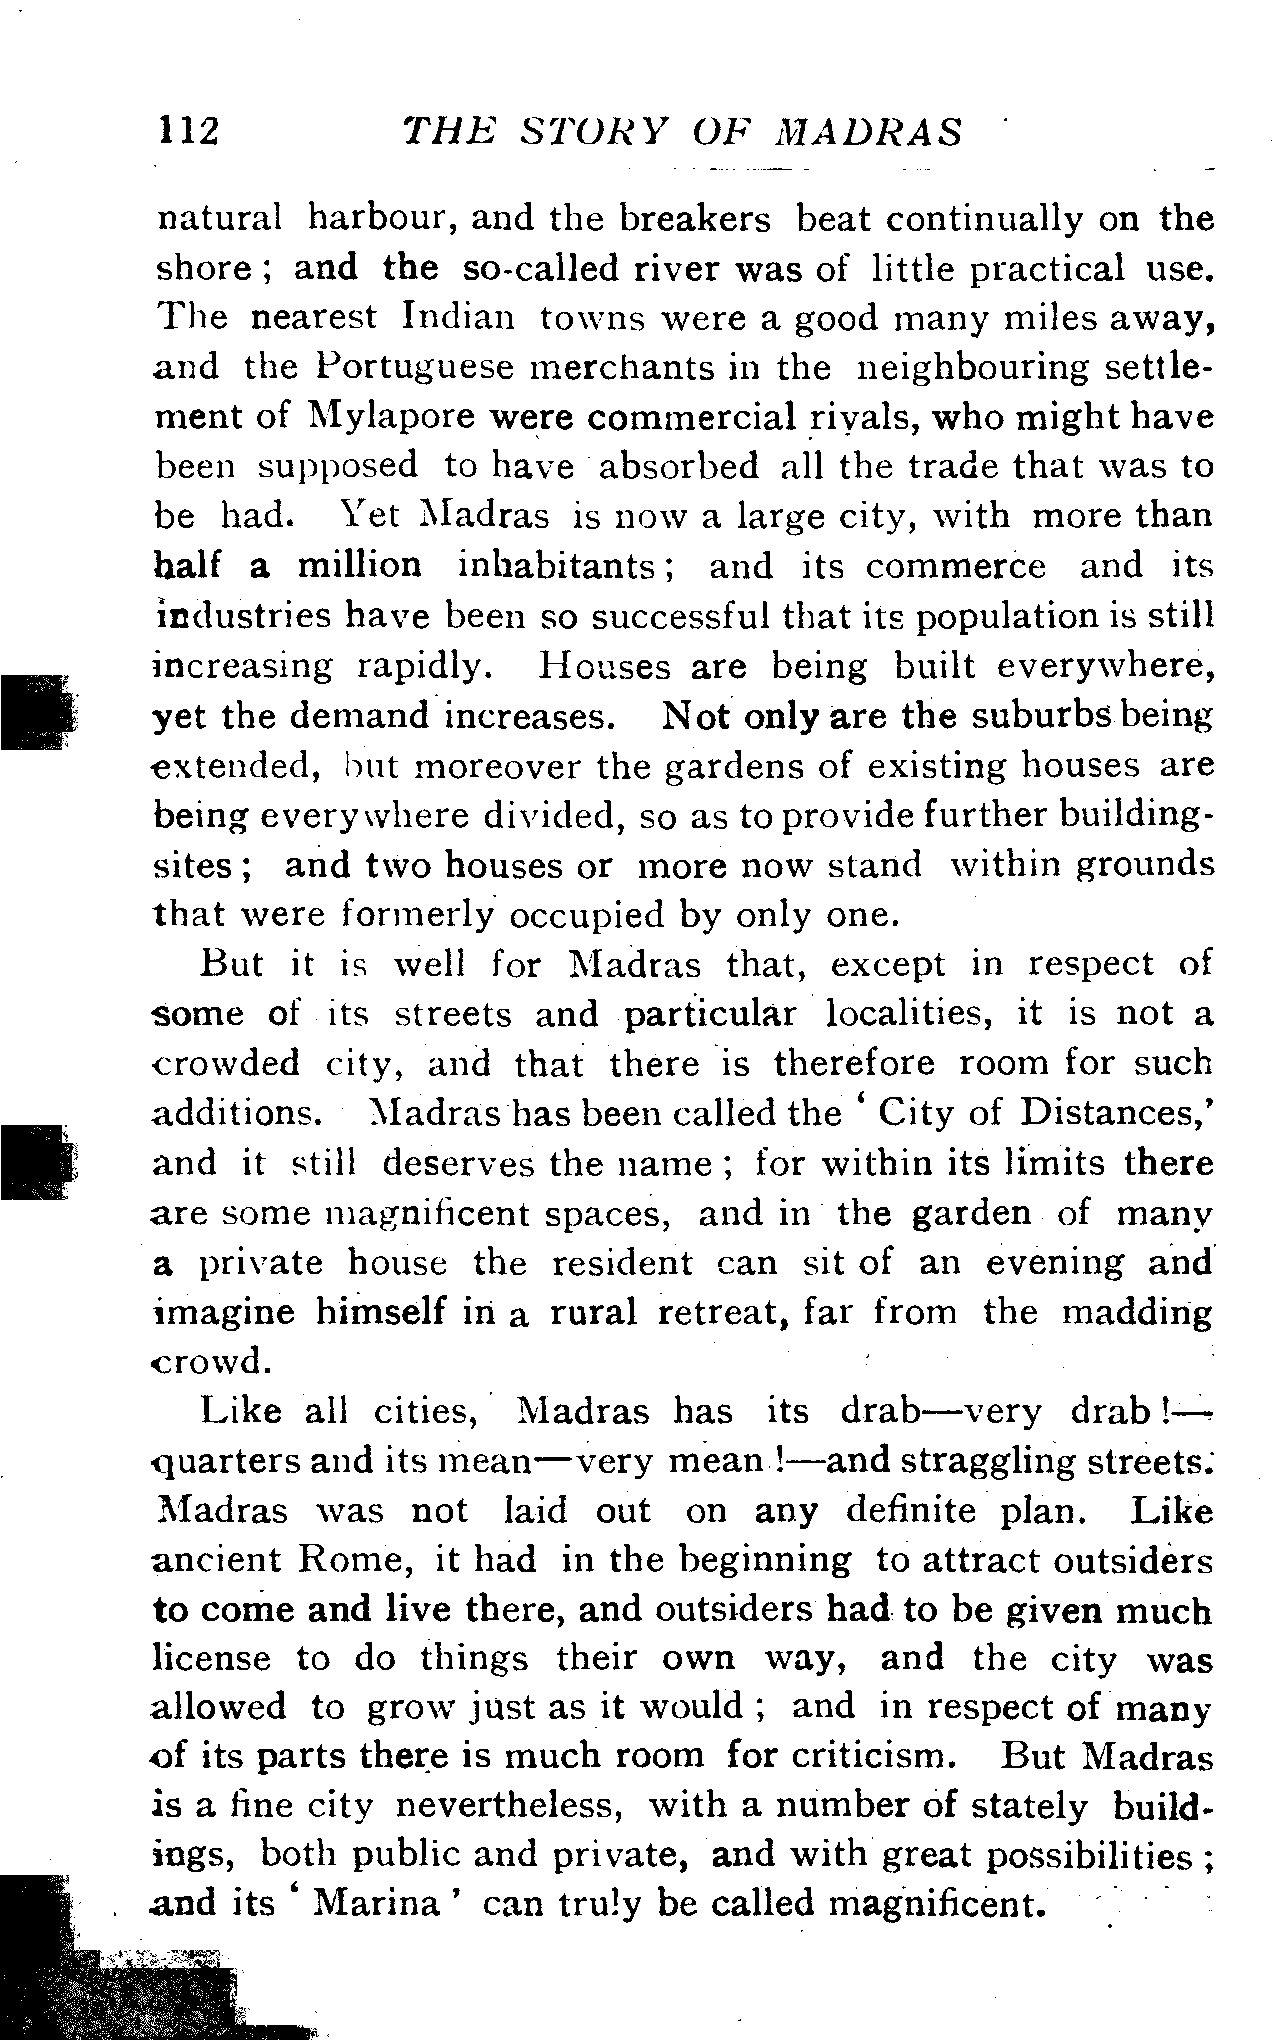 112 THE STORY OF MADRAS
natural harbour, and the breakers beat continually on the
shore ; and the so-called river was of little practical use.
The nearest Indian towns were a good many miles away,
and the Portuguese merchants in the neighbouring settle-
ment of Mylapore were commercial rivals, who might have
been supposed to have absorbed all the trade that was to
be had. Yet Madras is now a large city, with more than
half a million inhabitants ; and its commerce and its
industries have been so successful that its population is still
increasing rapidly. Houses are being built everywhere,
yet the demand increases. Not only are the suburbs being
extended, but moreover the gardens of existing houses are
being everywhere divided, so as to provide further building-
sites ; and two houses or more now stand within grounds
that were formerly occupied by only one.
But it is well for Madras that, except in respect of
some of its streets and particular localities, it is not a
crowded city, and that there is therefore room for such
additions. Madras has been called the ‘ City of Distances,’
and it still deserves the name ; for within its limits there
are some magnificent spaces, and in the garden of many
a private house the resident can sit of an evening and
imagine himself in a rural retreat, far from the madding
crowd.
Like all cities, Madras has its drab—very drab !—
quarters and its mean—very mean !—and straggling streets.
Madras was not laid out on any definite plan. Like
ancient Rome, it had in the beginning to attract outsiders
to come and live there, and outsiders had to be given much
license to do things their own way, and the city was
allowed to grow just as it would ; and in respect of many
of its parts there is much room for criticism. But Madras
is a fine city nevertheless, with a number of stately build-
ings, both public and private, and with great possibilities ;
and its ‘ Marina ’ can truly be called magnificent.